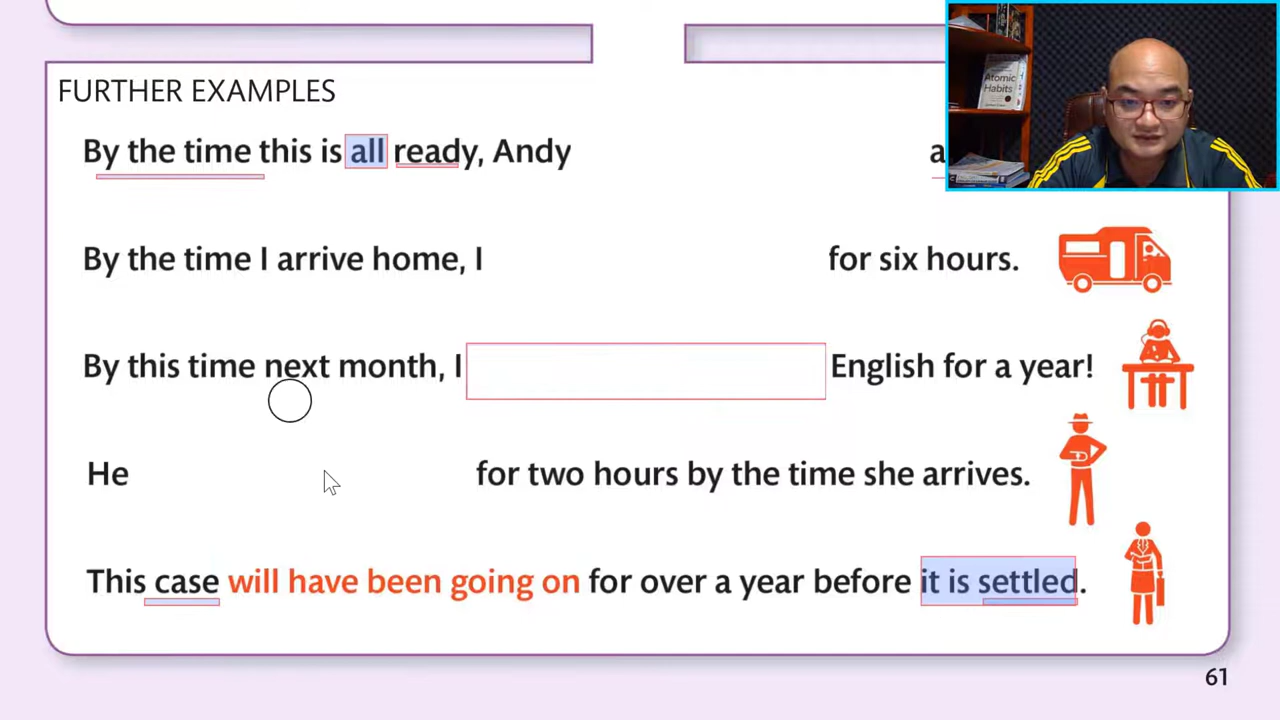 FURTHER EXAMPLES
By the time this is all ready, Andy a
By the time I arrive home, I for six hours.
By this time next month, I English for a year!
He for two hours by the time she arrives.
This case will have been going on for over a year before it is settled.
61
Atomic
Habits